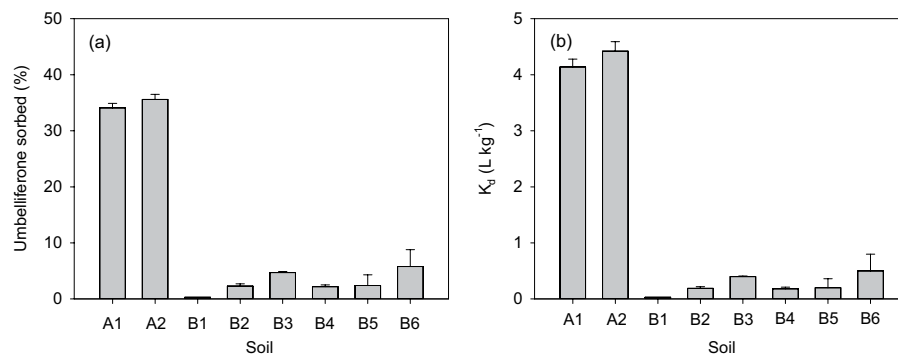 (a)
Umbelliferone sorbed (%)
50
40
30
20
10
0
A1 A2 B1 B2 B3 B4 B5 B6
Soil
(b)
K_d (L kg⁻¹)
5
4
3
2
1
0
A1 A2 B1 B2 B3 B4 B5 B6
Soil